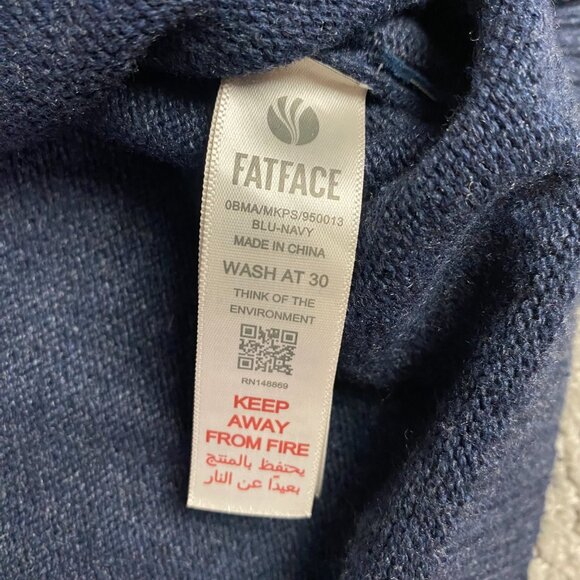 FATFACE
0BMA/MKPS/950013
BLU-NAVY
MADE IN CHINA
WASH AT 30
THINK OF THE
ENVIRONMENT
RN148869
KEEP
AWAY
FROM FIRE
يحتفظ بالمنتج
بعيدًا عن النار